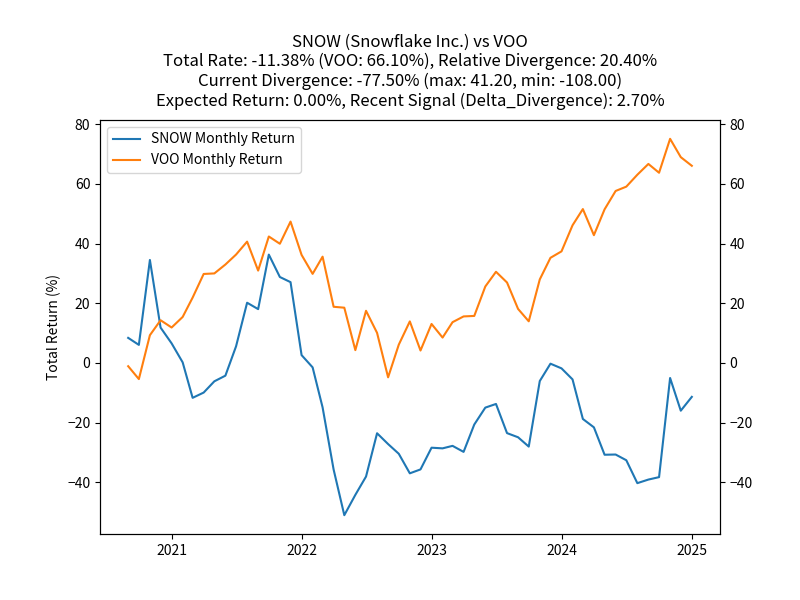 SNOW (Snowflake Inc.) vs VOO
Total Rate: -11.38% (VOO: 66.10%), Relative Divergence: 20.40%
Current Divergence: -77.50% (max: 41.20, min: -108.00)
Expected Return: 0.00%, Recent Signal (Delta_Divergence): 2.70%
SNOW Monthly Return
VOO Monthly Return
Total Return (%)
80
60
40
20
0
−20
−40
80
60
40
20
0
−20
−40
2021
2022
2023
2024
2025